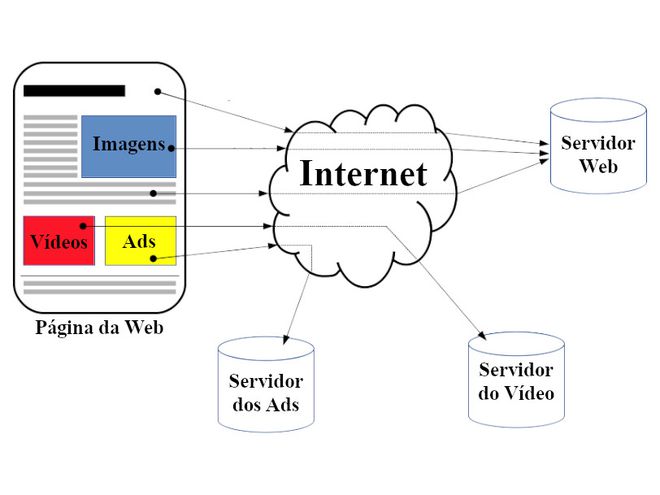 Imagens
Vídeos
Ads
Página da Web
Internet
Servidor
Web
Servidor
dos Ads
Servidor
do Vídeo